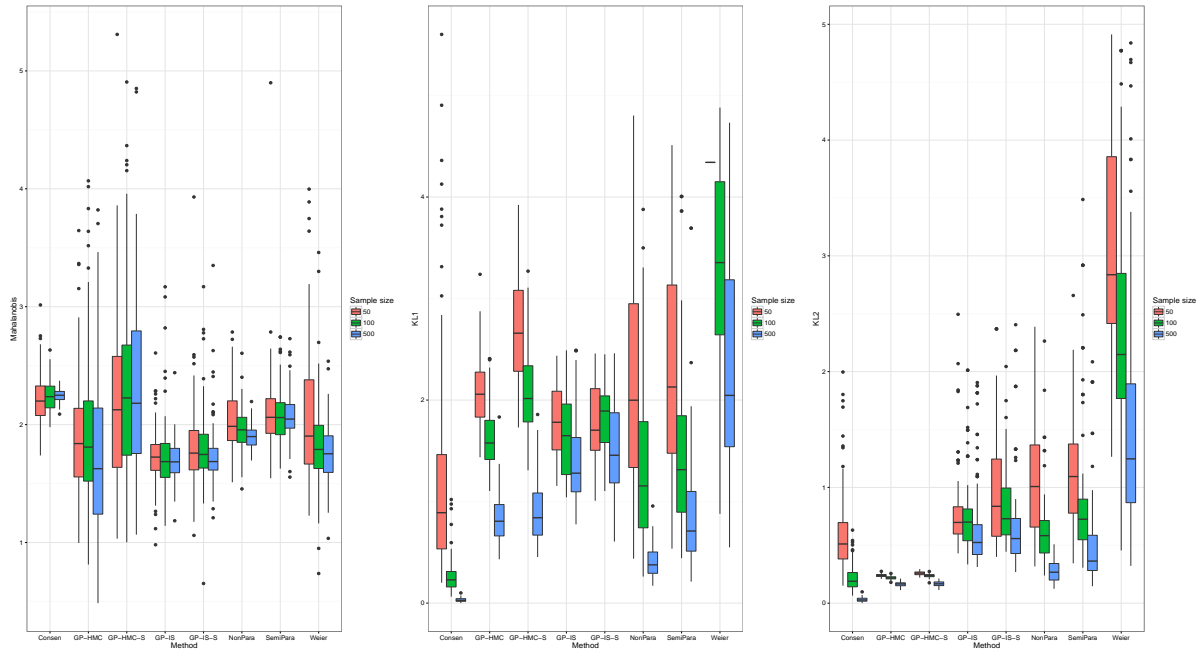 Mahalanobis
5
4
3
2
1
Consen GP−HMC GP−HMC−S GP−IS GP−IS−S NonPara SemiPara Weier
Method
Sample size
50
100
500
KL1
4
2
0
Consen GP−HMC GP−HMC−S GP−IS GP−IS−S NonPara SemiPara Weier
Method
Sample size
50
100
500
KL2
5
4
3
2
1
0
Consen GP−HMC GP−HMC−S GP−IS GP−IS−S NonPara SemiPara Weier
Method
Sample size
50
100
500